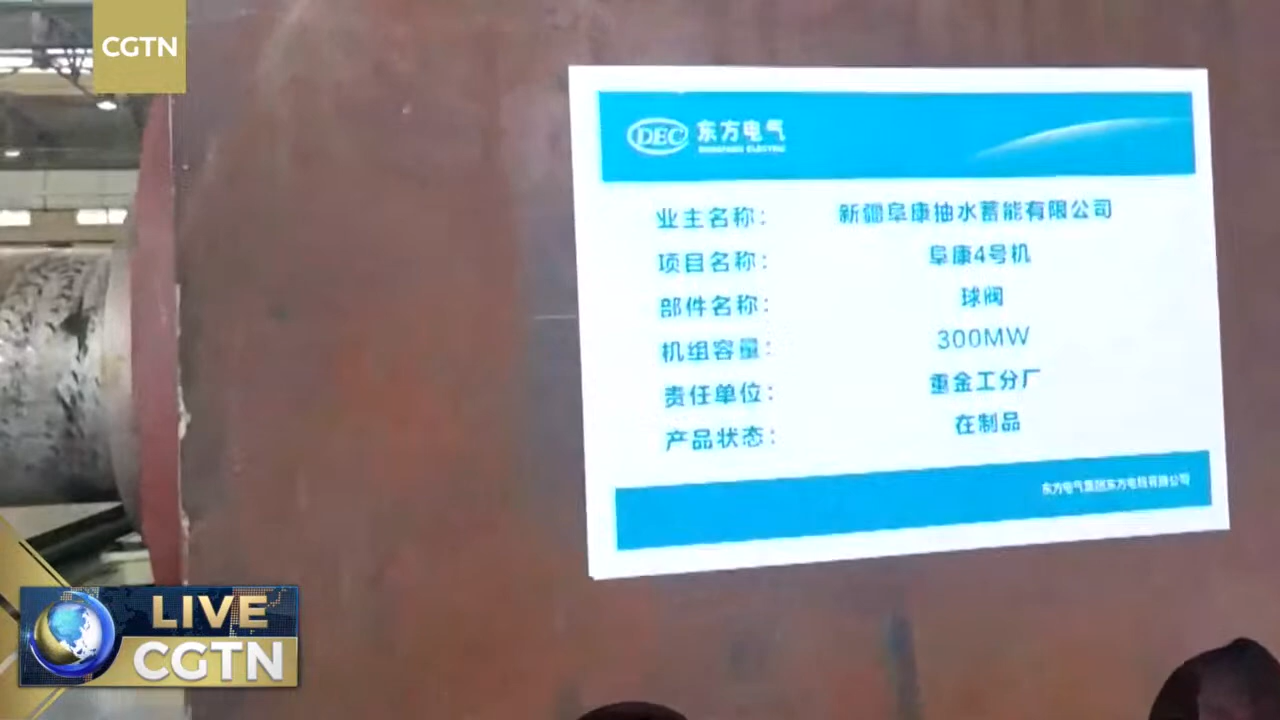 CGTN
DEC 东方电气
DONGFANG ELECTRIC
业主名称： 新疆阜康抽水蓄能有限公司
项目名称： 阜康4号机
部件名称： 球阀
机组容量： 300MW
责任单位： 重金工分厂
产品状态： 在制品
东方电气集团东方电机有限公司
LIVE
CGTN